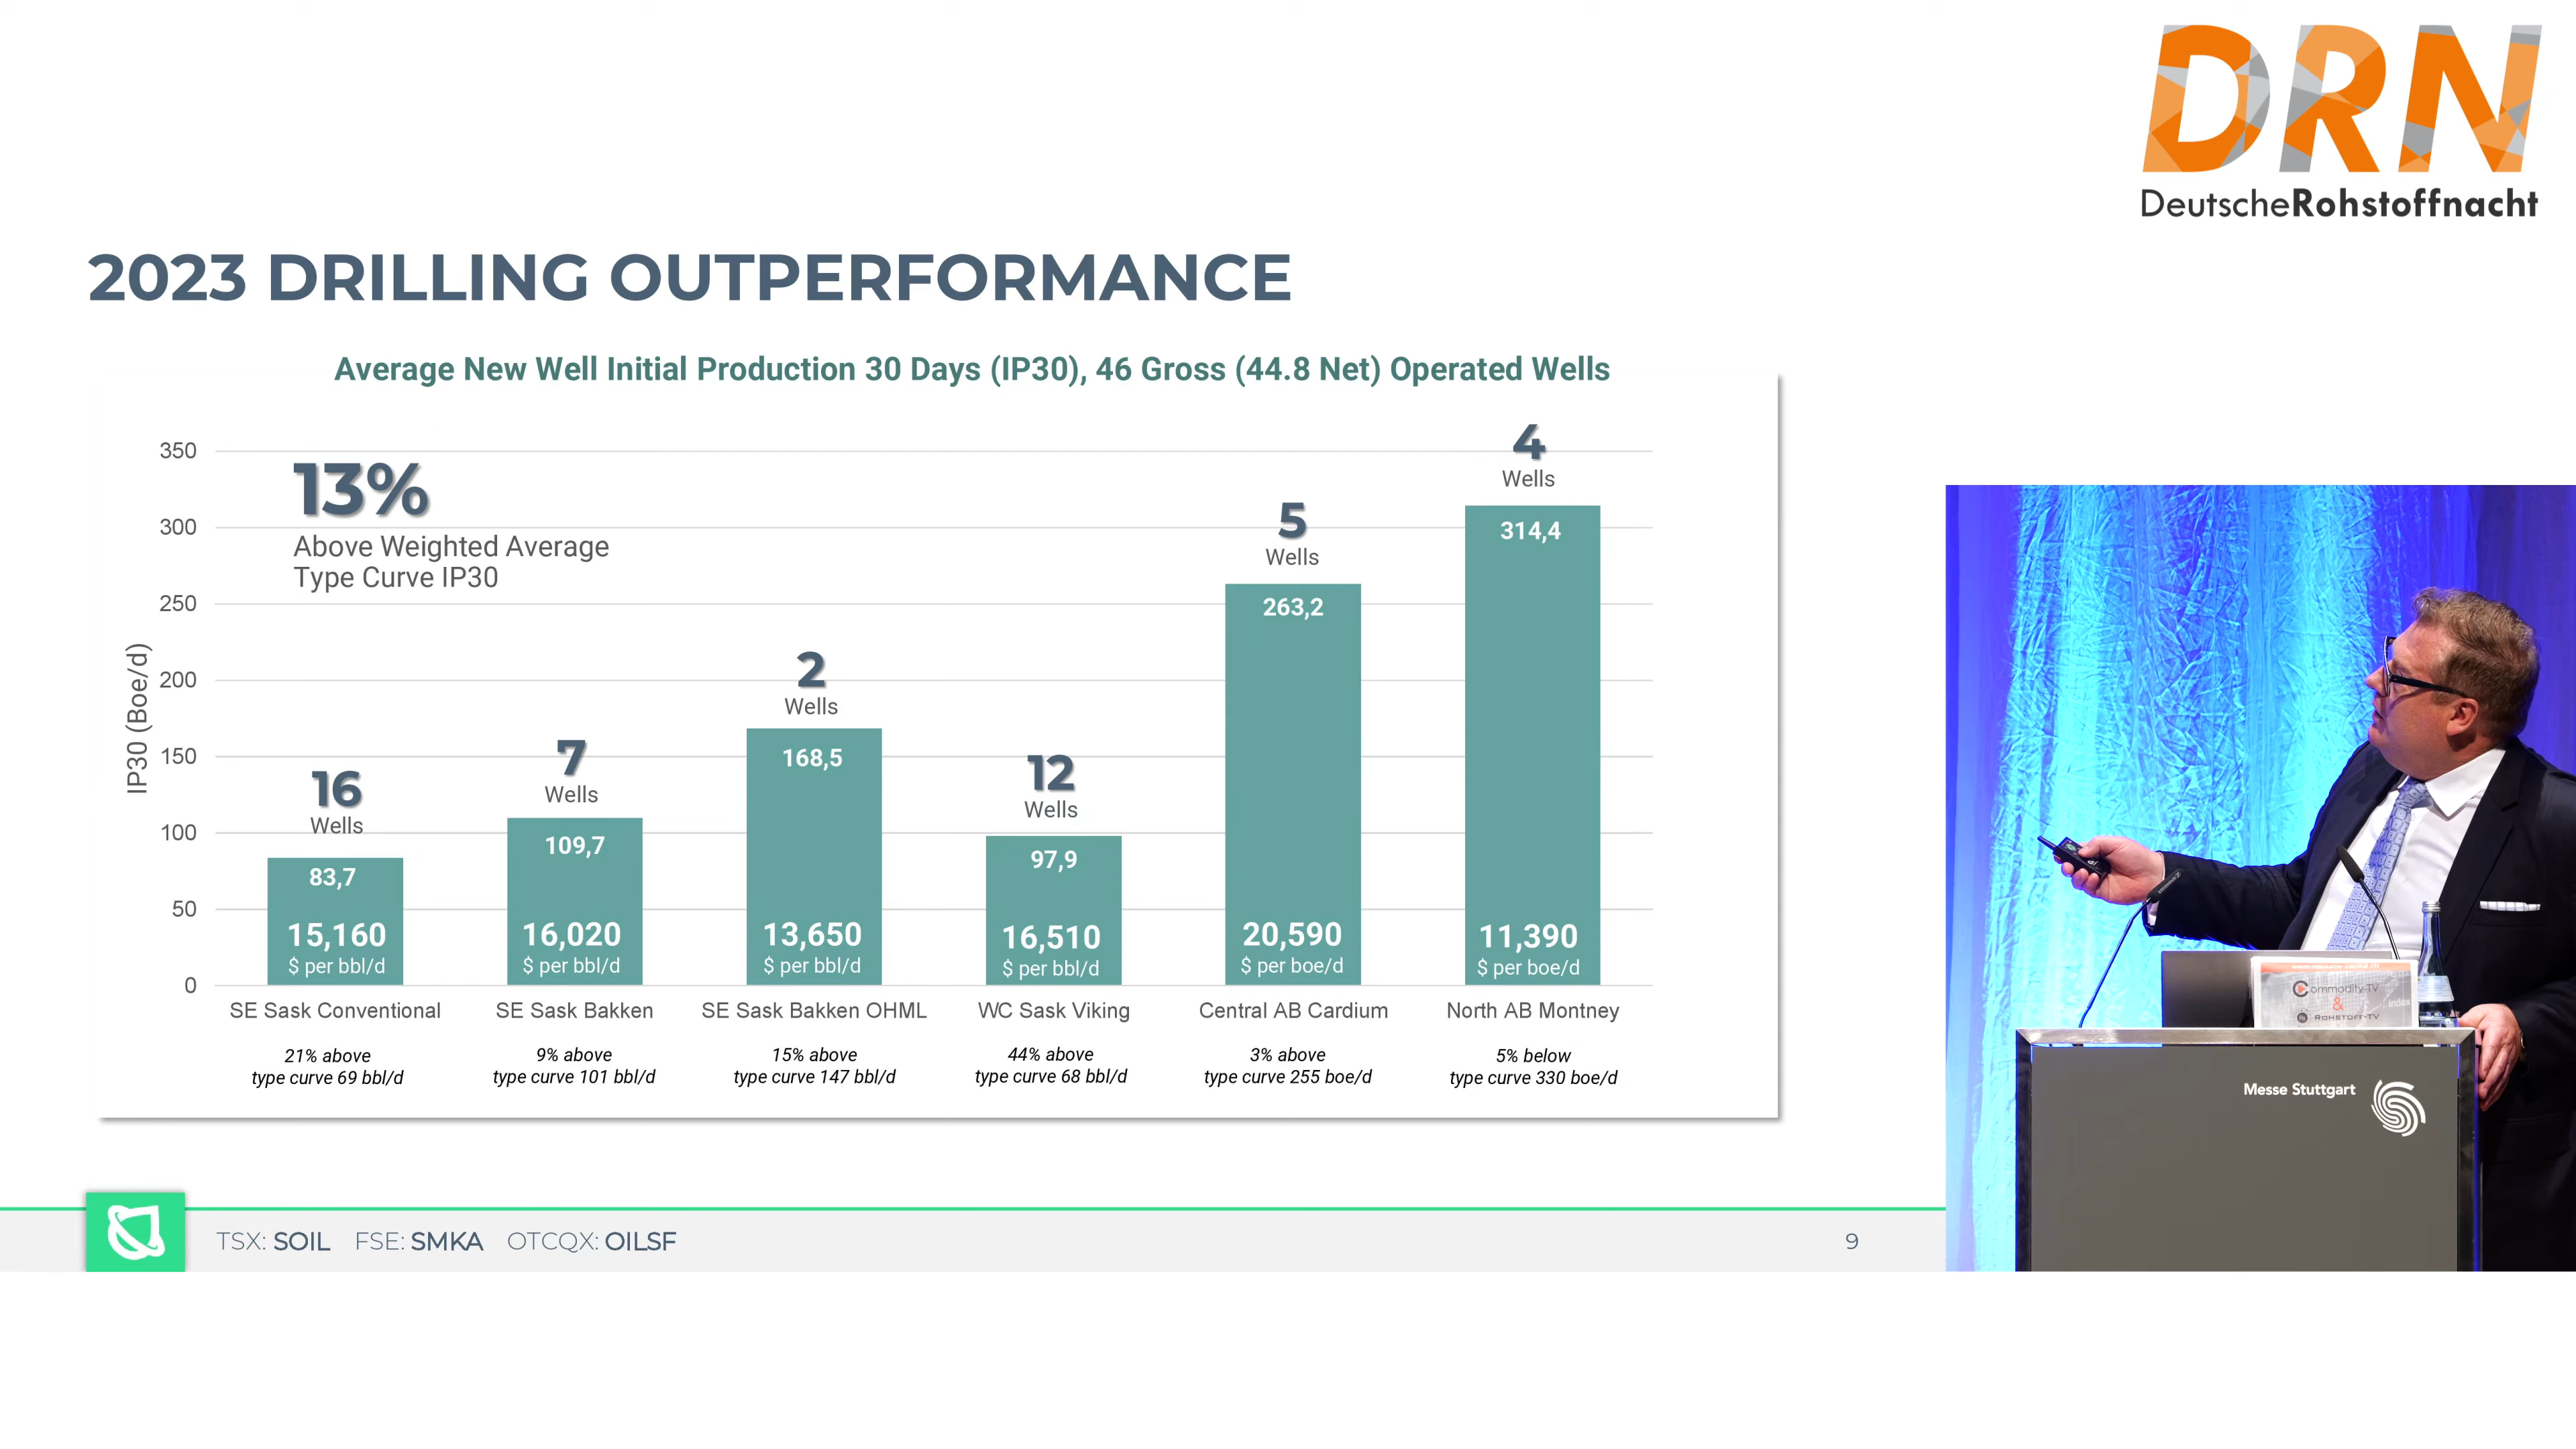 DRN
DeutscheRohstoffnacht
2023 DRILLING OUTPERFORMANCE
Average New Well Initial Production 30 Days (IP30), 46 Gross (44.8 Net) Operated Wells
IP30 (Boe/d)
350
300
250
200
150
100
50
0
13%
Above Weighted Average
Type Curve IP30
16
Wells
83,7
15,160
$ per bbl/d
SE Sask Conventional
21% above
type curve 69 bbl/d
7
Wells
109,7
16,020
$ per bbl/d
SE Sask Bakken
9% above
type curve 101 bbl/d
2
Wells
168,5
13,650
$ per bbl/d
SE Sask Bakken OHML
15% above
type curve 147 bbl/d
12
Wells
97,9
16,510
$ per bbl/d
WC Sask Viking
44% above
type curve 68 bbl/d
5
Wells
263,2
20,590
$ per boe/d
Central AB Cardium
3% above
type curve 255 boe/d
4
Wells
314,4
11,390
$ per boe/d
North AB Montney
5% below
type curve 330 boe/d
Commodity-TV
&
Rohstoff-TV
Messe Stuttgart
TSX: SOIL FSE: SMKA OTCQX: OILSF
9